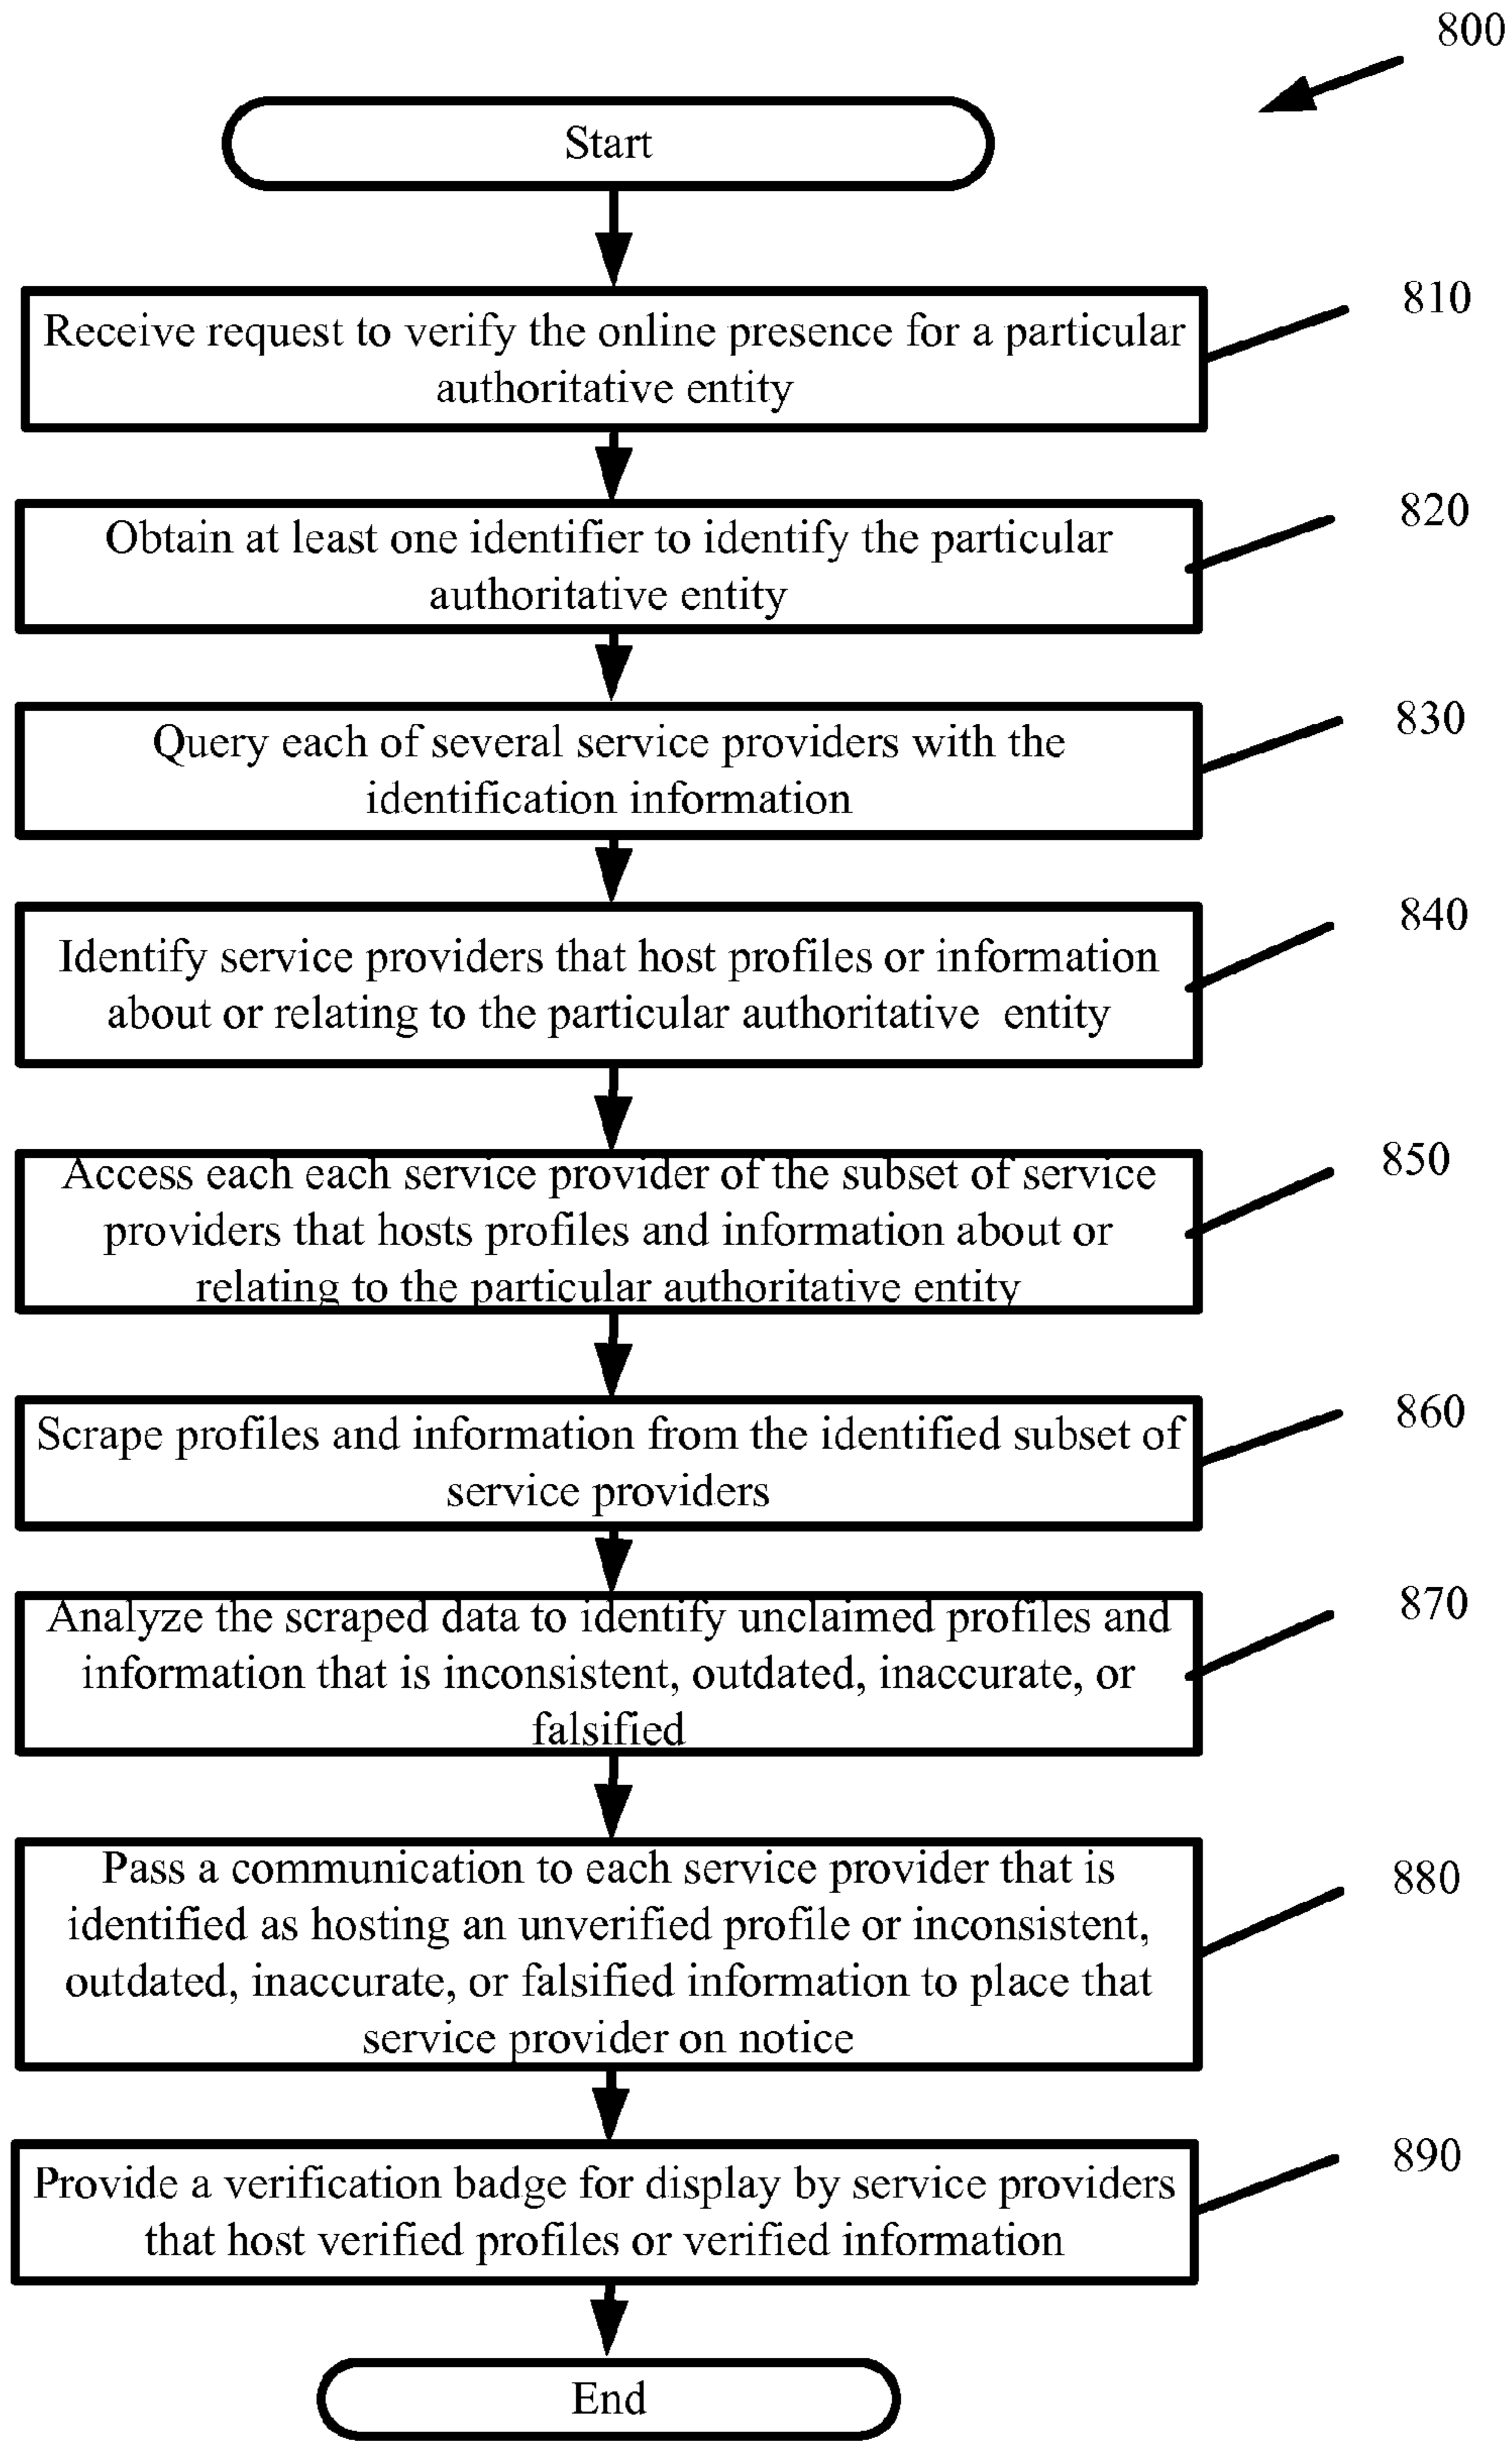 800
Start
810
Receive request to verify the online presence for a particular
authoritative entity
820
Obtain at least one identifier to identify the particular
authoritative entity
830
Query each of several service providers with the
identification information
840
Identify service providers that host profiles or information
about or relating to the particular authoritative entity
850
Access each each service provider of the subset of service
providers that hosts profiles and information about or
relating to the particular authoritative entity
860
Scrape profiles and information from the identified subset of
service providers
870
Analyze the scraped data to identify unclaimed profiles and
information that is inconsistent, outdated, inaccurate, or
falsified
880
Pass a communication to each service provider that is
identified as hosting an unverified profile or inconsistent,
outdated, inaccurate, or falsified information to place that
service provider on notice
890
Provide a verification badge for display by service providers
that host verified profiles or verified information
End